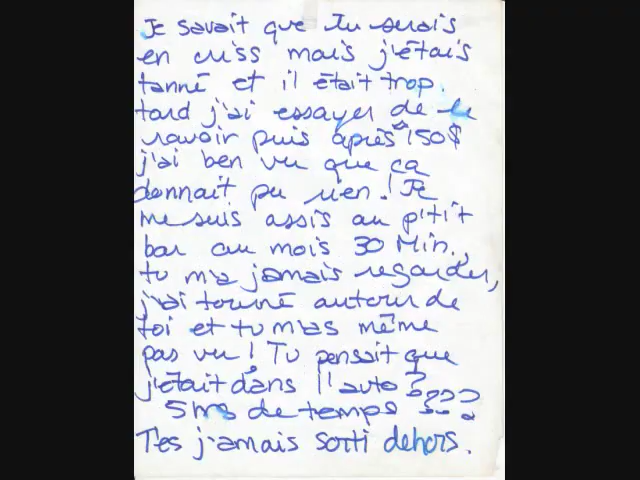 Je savait que tu serais
en criss mais j'étais
tanné et il était trop
tard j'ai essayer de le
ravoir puis après 150$
j'ai ben vu que ça
donnait pu rien! Je
me suis assis au p'tit
bar au mois 30 Min.,
tu m'a jamais regarder,
j'ai tourné autour de
toi et tu m'as même
pas vu! Tu pensait que
j'était dans l'auto?
5 hrs de temps ???
T'es jamais sorti dehors.